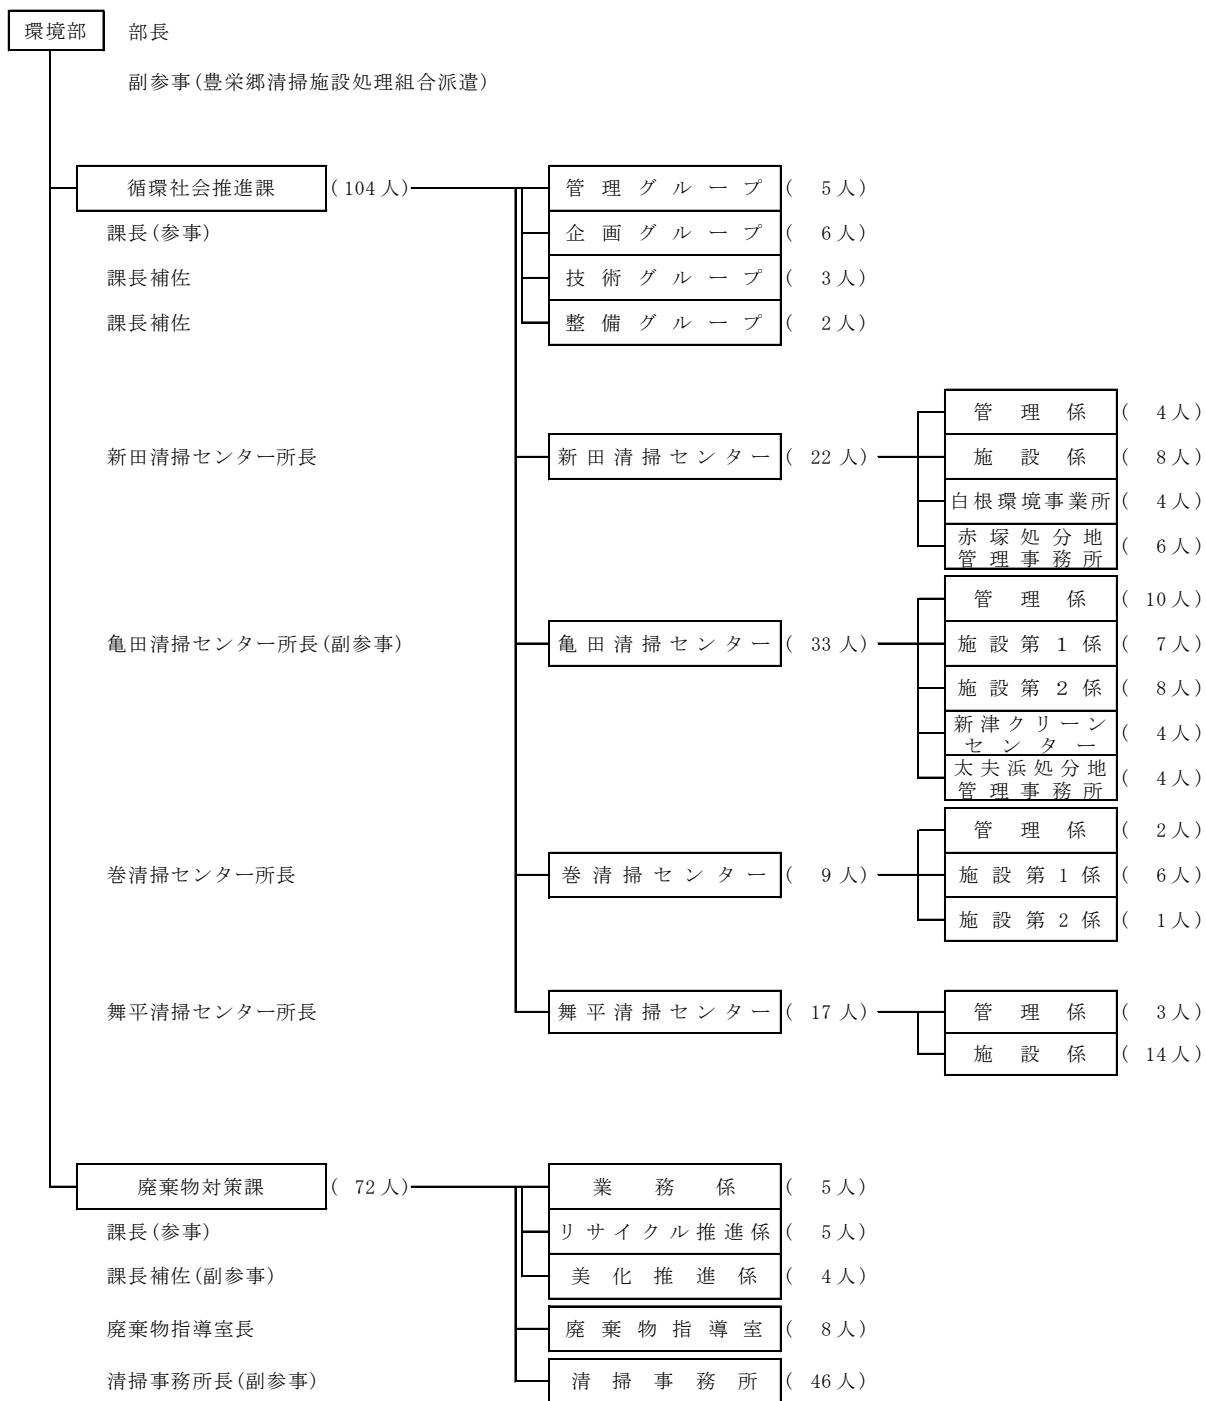 環境部 部長
副参事(豊栄郷清掃施設処理組合派遣)
循環社会推進課 (104人) 管理グループ ( 5人)
課長(参事) 企画グループ ( 6人)
課長補佐 技術グループ ( 3人)
課長補佐 整備グループ ( 2人)
管理係 ( 4人)
新田清掃センター所長 新田清掃センター ( 22人) 施設係 ( 8人)
白根環境事業所 ( 4人)
赤塚処分地
管理事務所 ( 6人)
管理係 ( 10人)
亀田清掃センター所長(副参事) 亀田清掃センター ( 33人) 施設第1係 ( 7人)
施設第2係 ( 8人)
新津クリーン
センター ( 4人)
太夫浜処分地
管理事務所 ( 4人)
管理係 ( 2人)
巻清掃センター所長 巻清掃センター ( 9人) 施設第1係 ( 6人)
施設第2係 ( 1人)
舞平清掃センター所長 舞平清掃センター ( 17人) 管理係 ( 3人)
施設係 ( 14人)
廃棄物対策課 ( 72人) 業務係 ( 5人)
課長(参事) リサイクル推進係 ( 5人)
課長補佐(副参事) 美化推進係 ( 4人)
廃棄物指導室長 廃棄物指導室 ( 8人)
清掃事務所長(副参事) 清掃事務所 ( 46人)